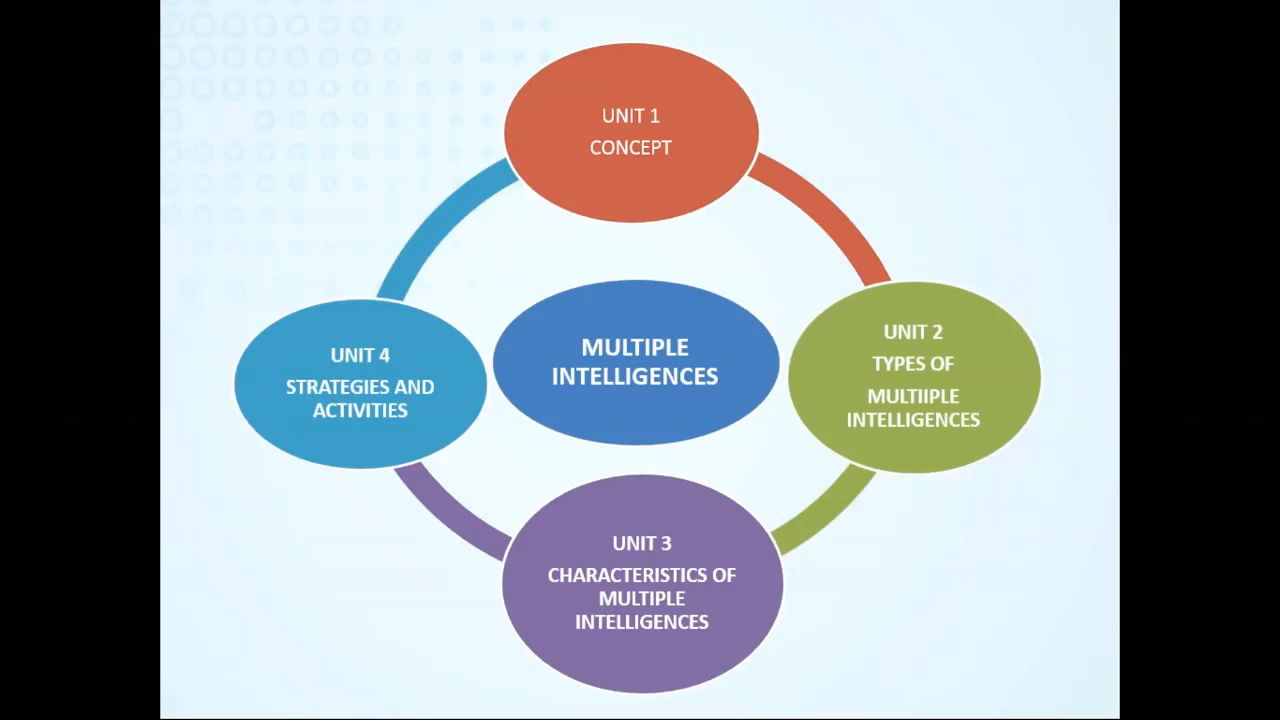 UNIT 1
CONCEPT
UNIT 2
TYPES OF
MULTIIPLE
INTELLIGENCES
MULTIPLE
INTELLIGENCES
UNIT 4
STRATEGIES AND
ACTIVITIES
UNIT 3
CHARACTERISTICS OF
MULTIPLE
INTELLIGENCES